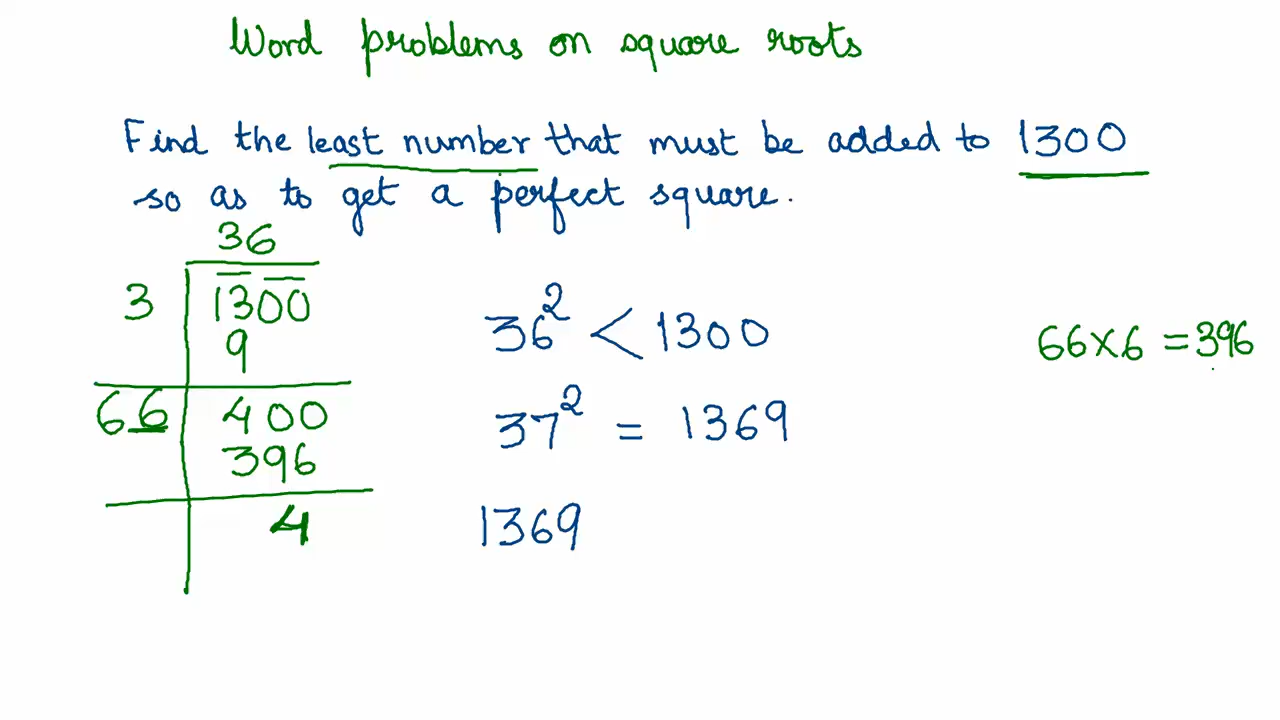 Word problems on square roots
Find the least number that must be added to 1300
so as to get a perfect square.
36
3 1300
9
66 400
396
4
36² < 1300
37² = 1369
1369
66×6 = 396